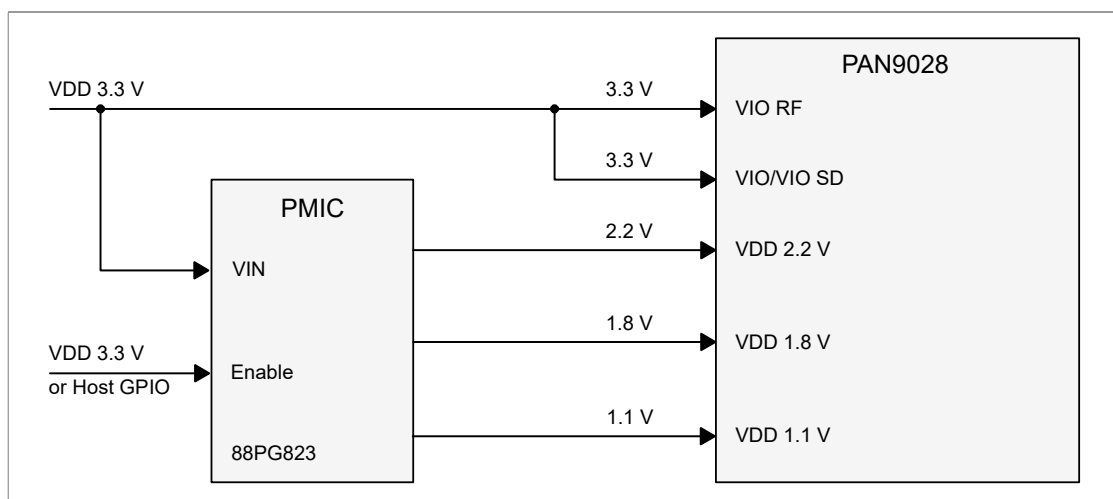 PAN9028
VDD 3.3 V
3.3 V
VIO RF
3.3 V
VIO/VIO SD
PMIC
2.2 V
VDD 2.2 V
VIN
1.8 V
VDD 1.8 V
VDD 3.3 V
or Host GPIO
Enable
1.1 V
VDD 1.1 V
88PG823